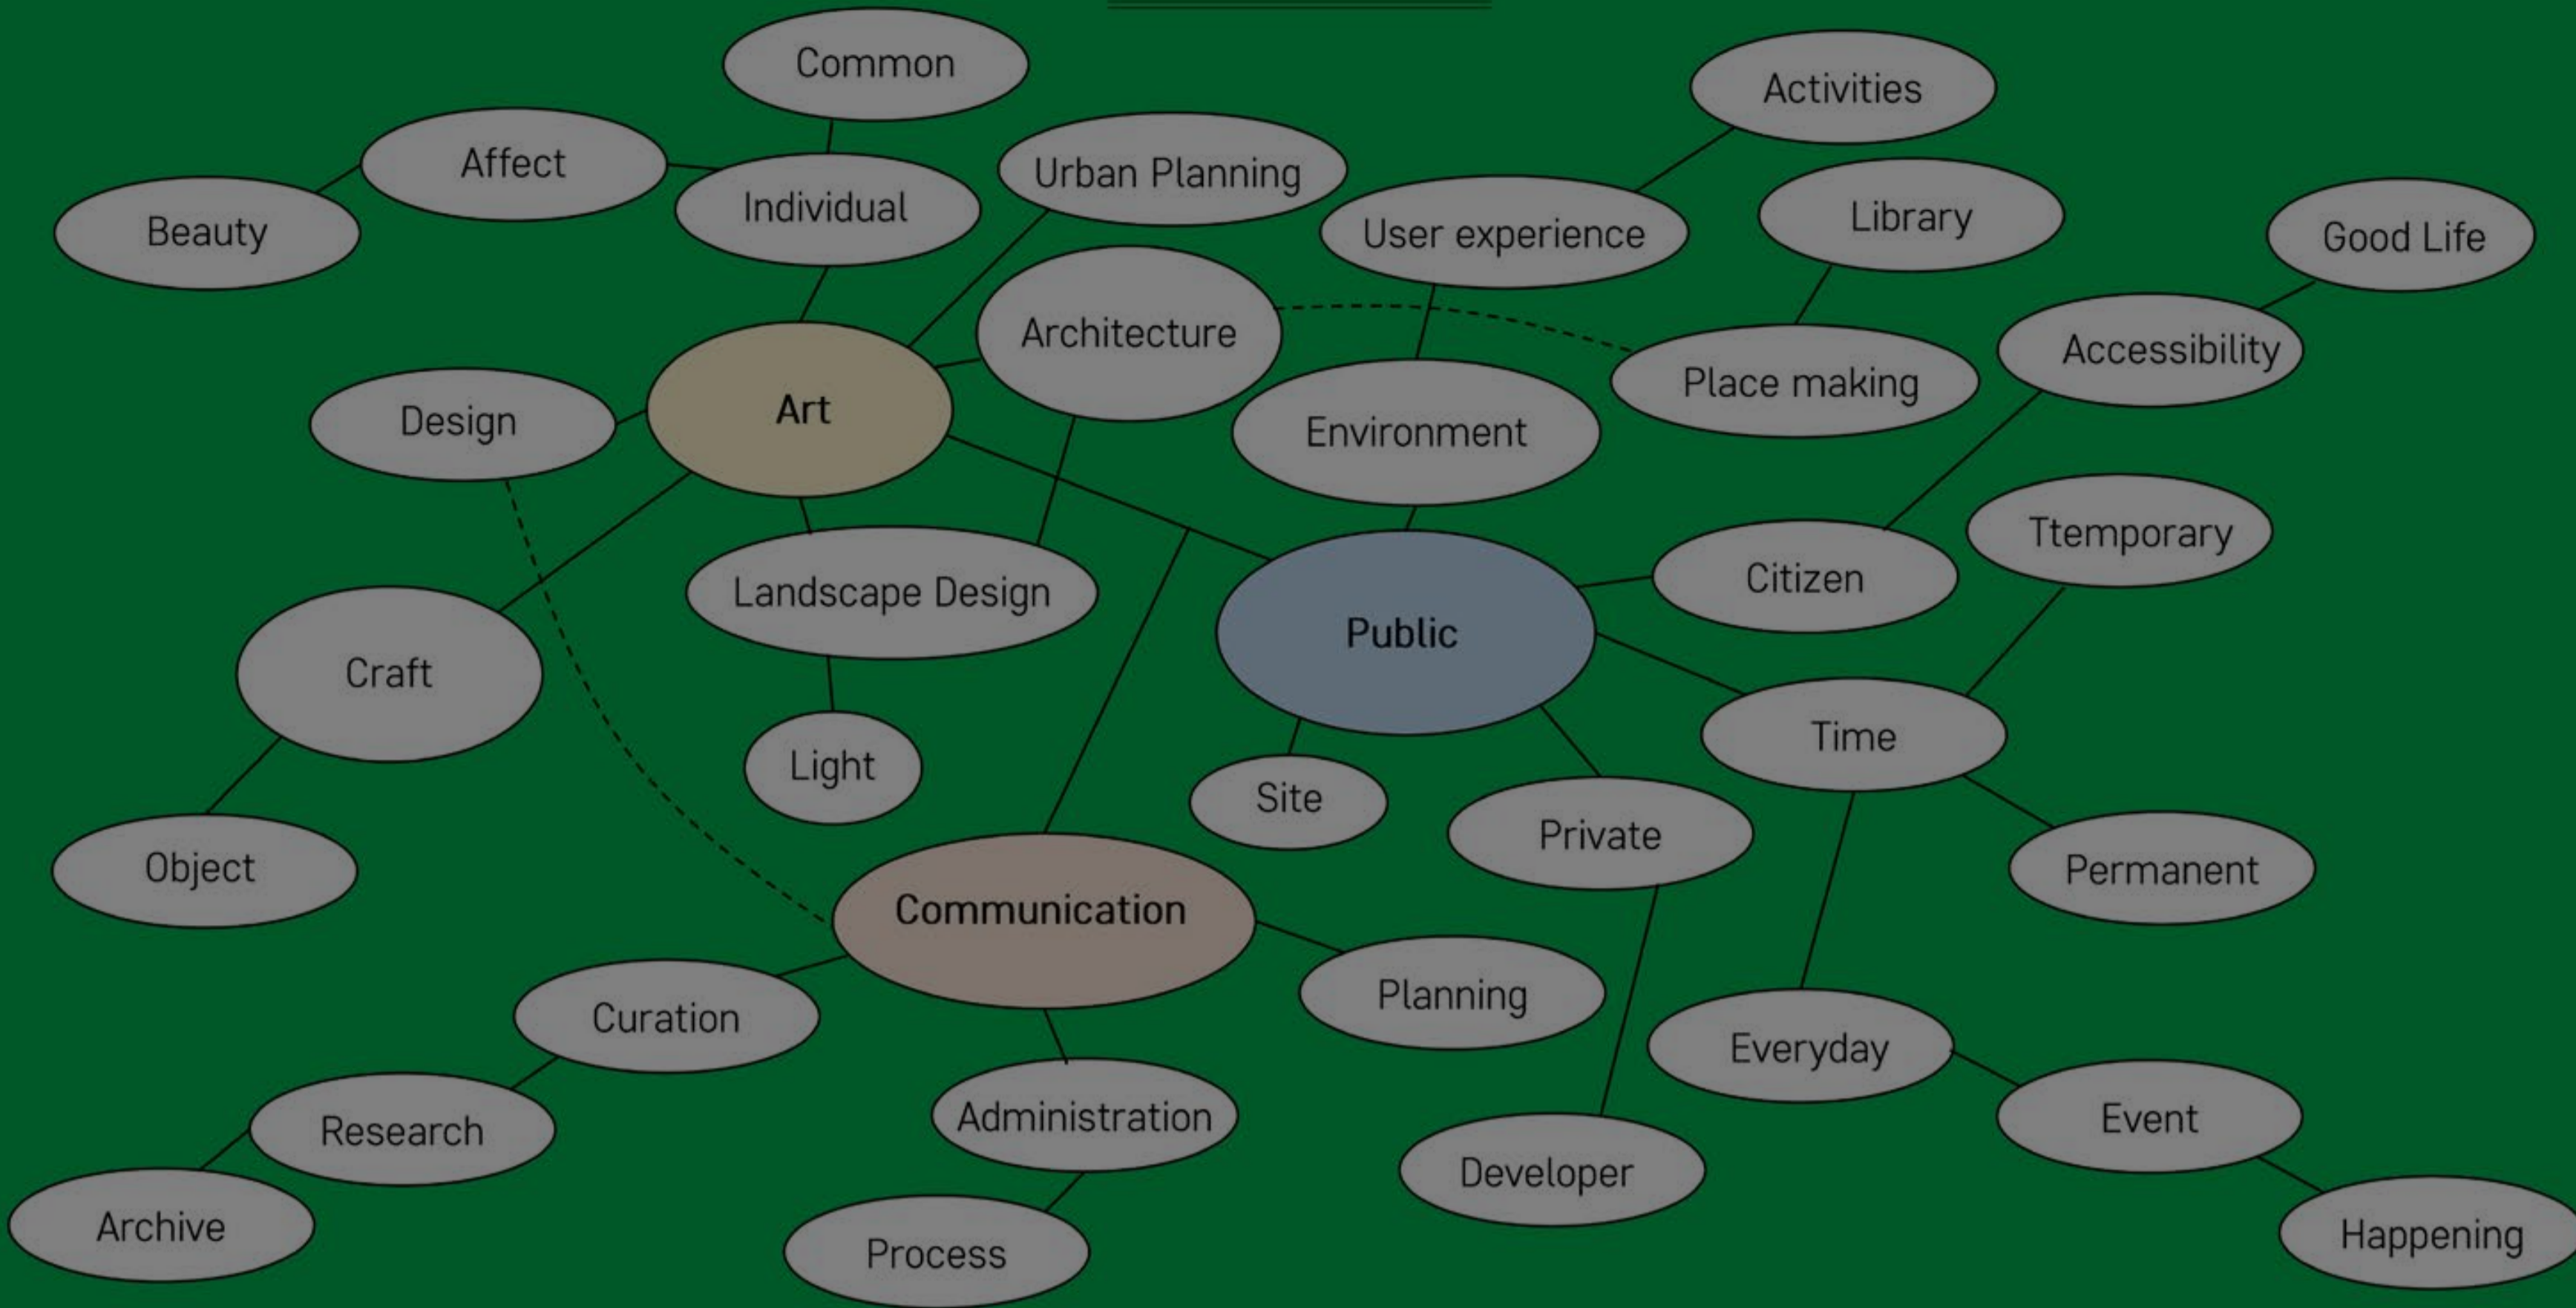 Common
Activities
Affect
Urban Planning
Individual
Library
Beauty
User experience
Good Life
Architecture
Accessibility
Place making
Art
Design
Environment
Ttemporary
Citizen
Landscape Design
Public
Craft
Time
Light
Site
Private
Object
Permanent
Communication
Planning
Curation
Everyday
Administration
Event
Research
Developer
Archive
Happening
Process